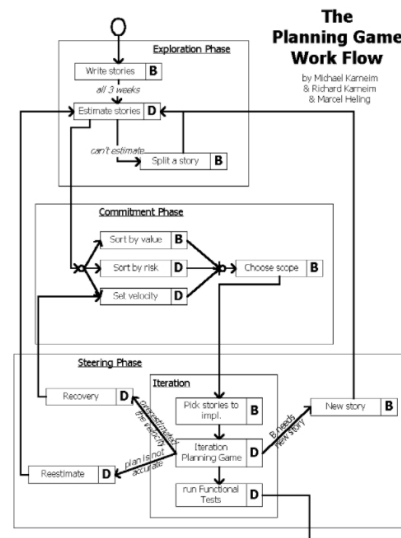 The
Planning Game
Work Flow
by Michael Karneim
& Richard Karneim
& Marcel Heling
Exploration Phase
Write stories B
all 3 weeks
Estimate stories D
can't estimate
Split a story B
Commitment Phase
Sort by value B
Sort by risk D
Choose scope B
Set velocity D
Steering Phase
Iteration
Recovery D
Pick stories to
impl. B
New story B
overestimated
the velocity
B needs
new story
Iteration
Planning Game D
plan is not
accurate
Reestimate D
run Functional
Tests D